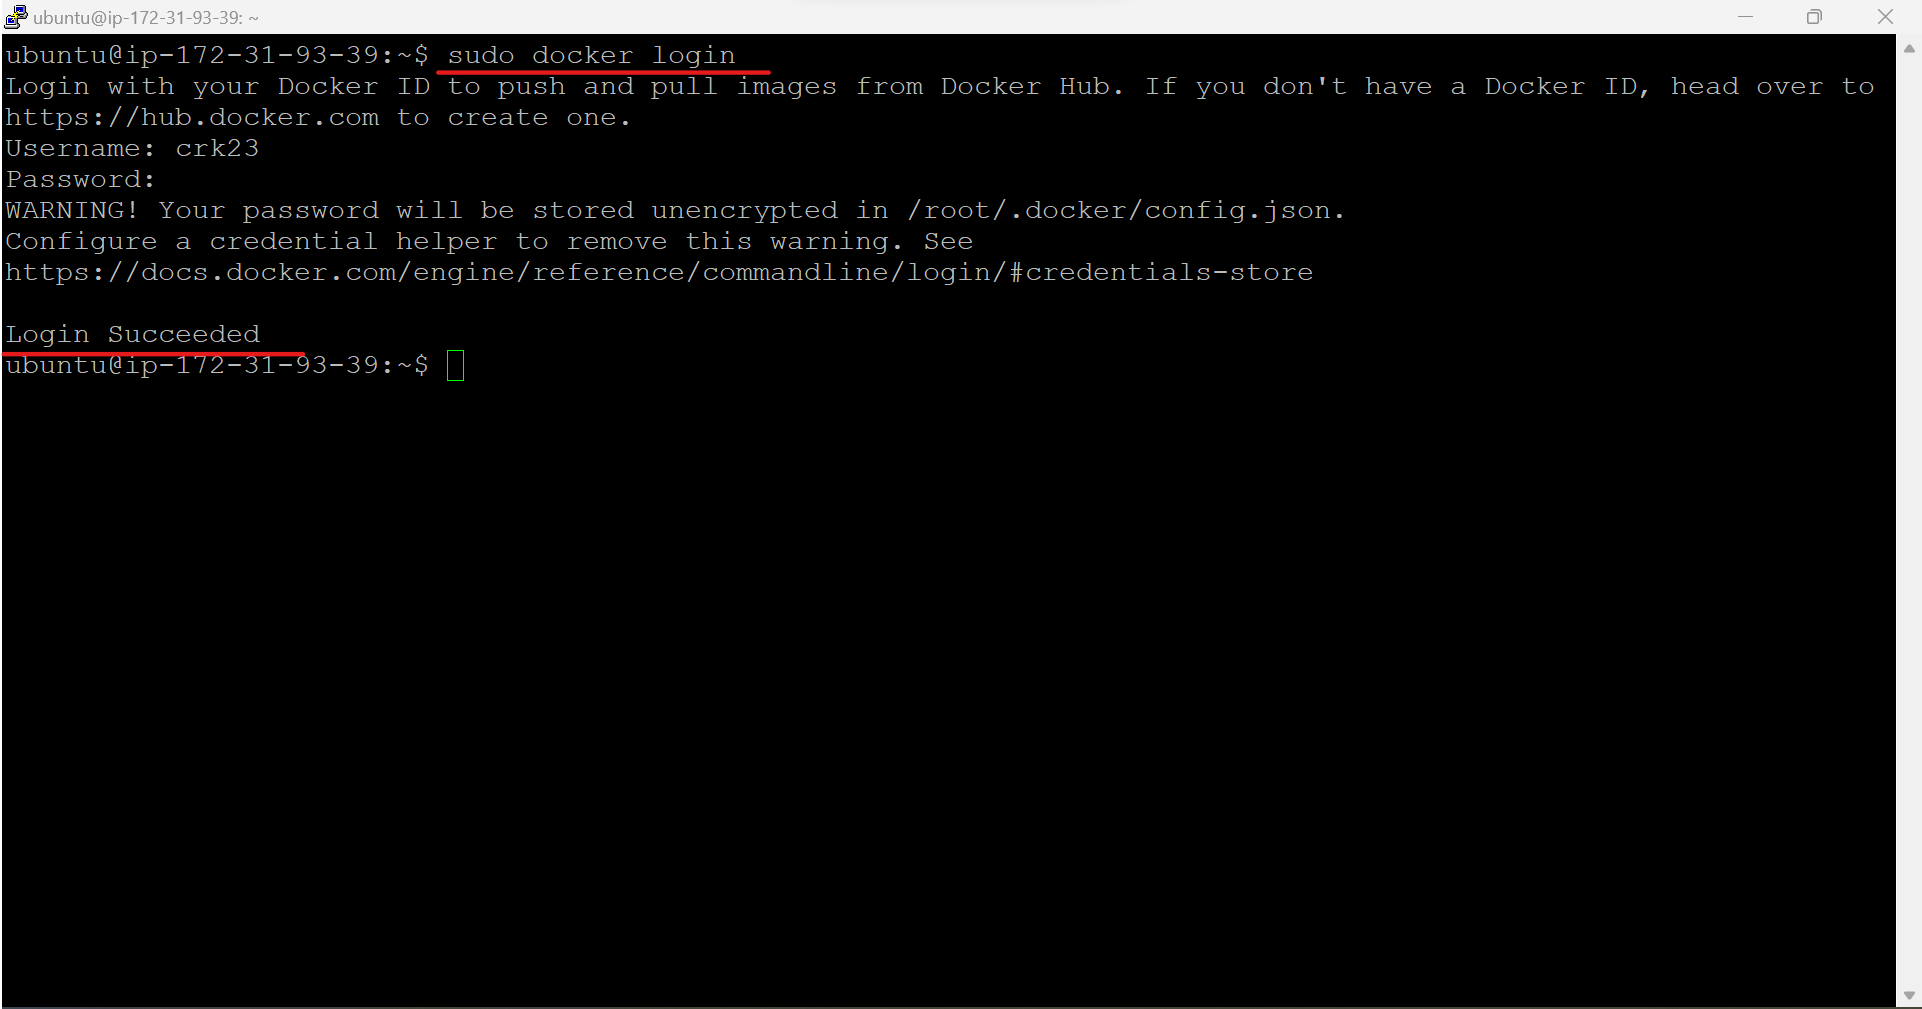 ubuntu@ip-172-31-93-39: ~
ubuntu@ip-172-31-93-39:~$ sudo docker login
Login with your Docker ID to push and pull images from Docker Hub. If you don't have a Docker ID, head over to
https://hub.docker.com to create one.
Username: crk23
Password:
WARNING! Your password will be stored unencrypted in /root/.docker/config.json.
Configure a credential helper to remove this warning. See
https://docs.docker.com/engine/reference/commandline/login/#credentials-store
Login Succeeded
ubuntu@ip-172-31-93-39:~$